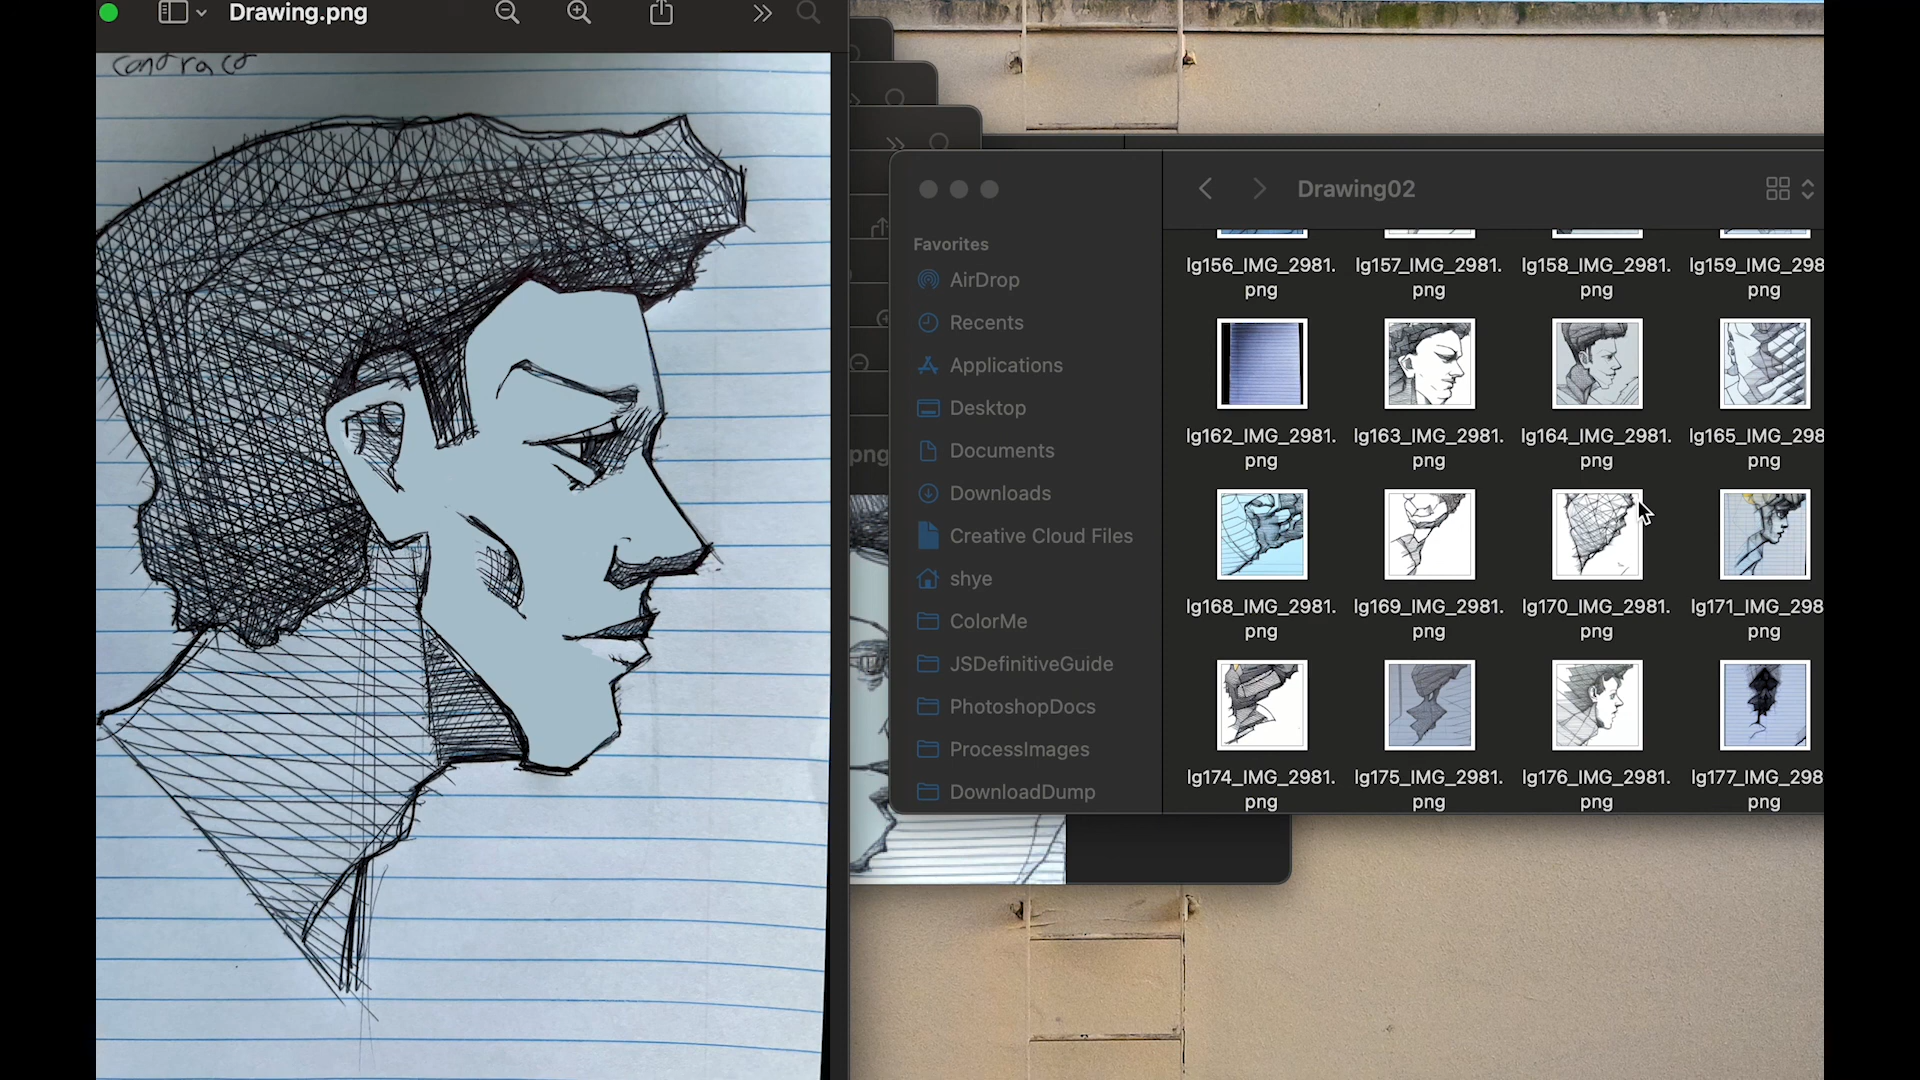 Drawing.png
contract
Drawing02
Favorites
AirDrop
Recents
Applications
Desktop
Documents
Downloads
Creative Cloud Files
shye
ColorMe
JSDefinitiveGuide
PhotoshopDocs
ProcessImages
DownloadDump
png
lg156_IMG_2981. lg157_IMG_2981. lg158_IMG_2981. lg159_IMG_298
png png png png
lg162_IMG_2981. lg163_IMG_2981. lg164_IMG_2981. lg165_IMG_298
png png png png
lg168_IMG_2981. lg169_IMG_2981. lg170_IMG_2981. lg171_IMG_298
png png png png
lg174_IMG_2981. lg175_IMG_2981. lg176_IMG_2981. lg177_IMG_298
png png png png